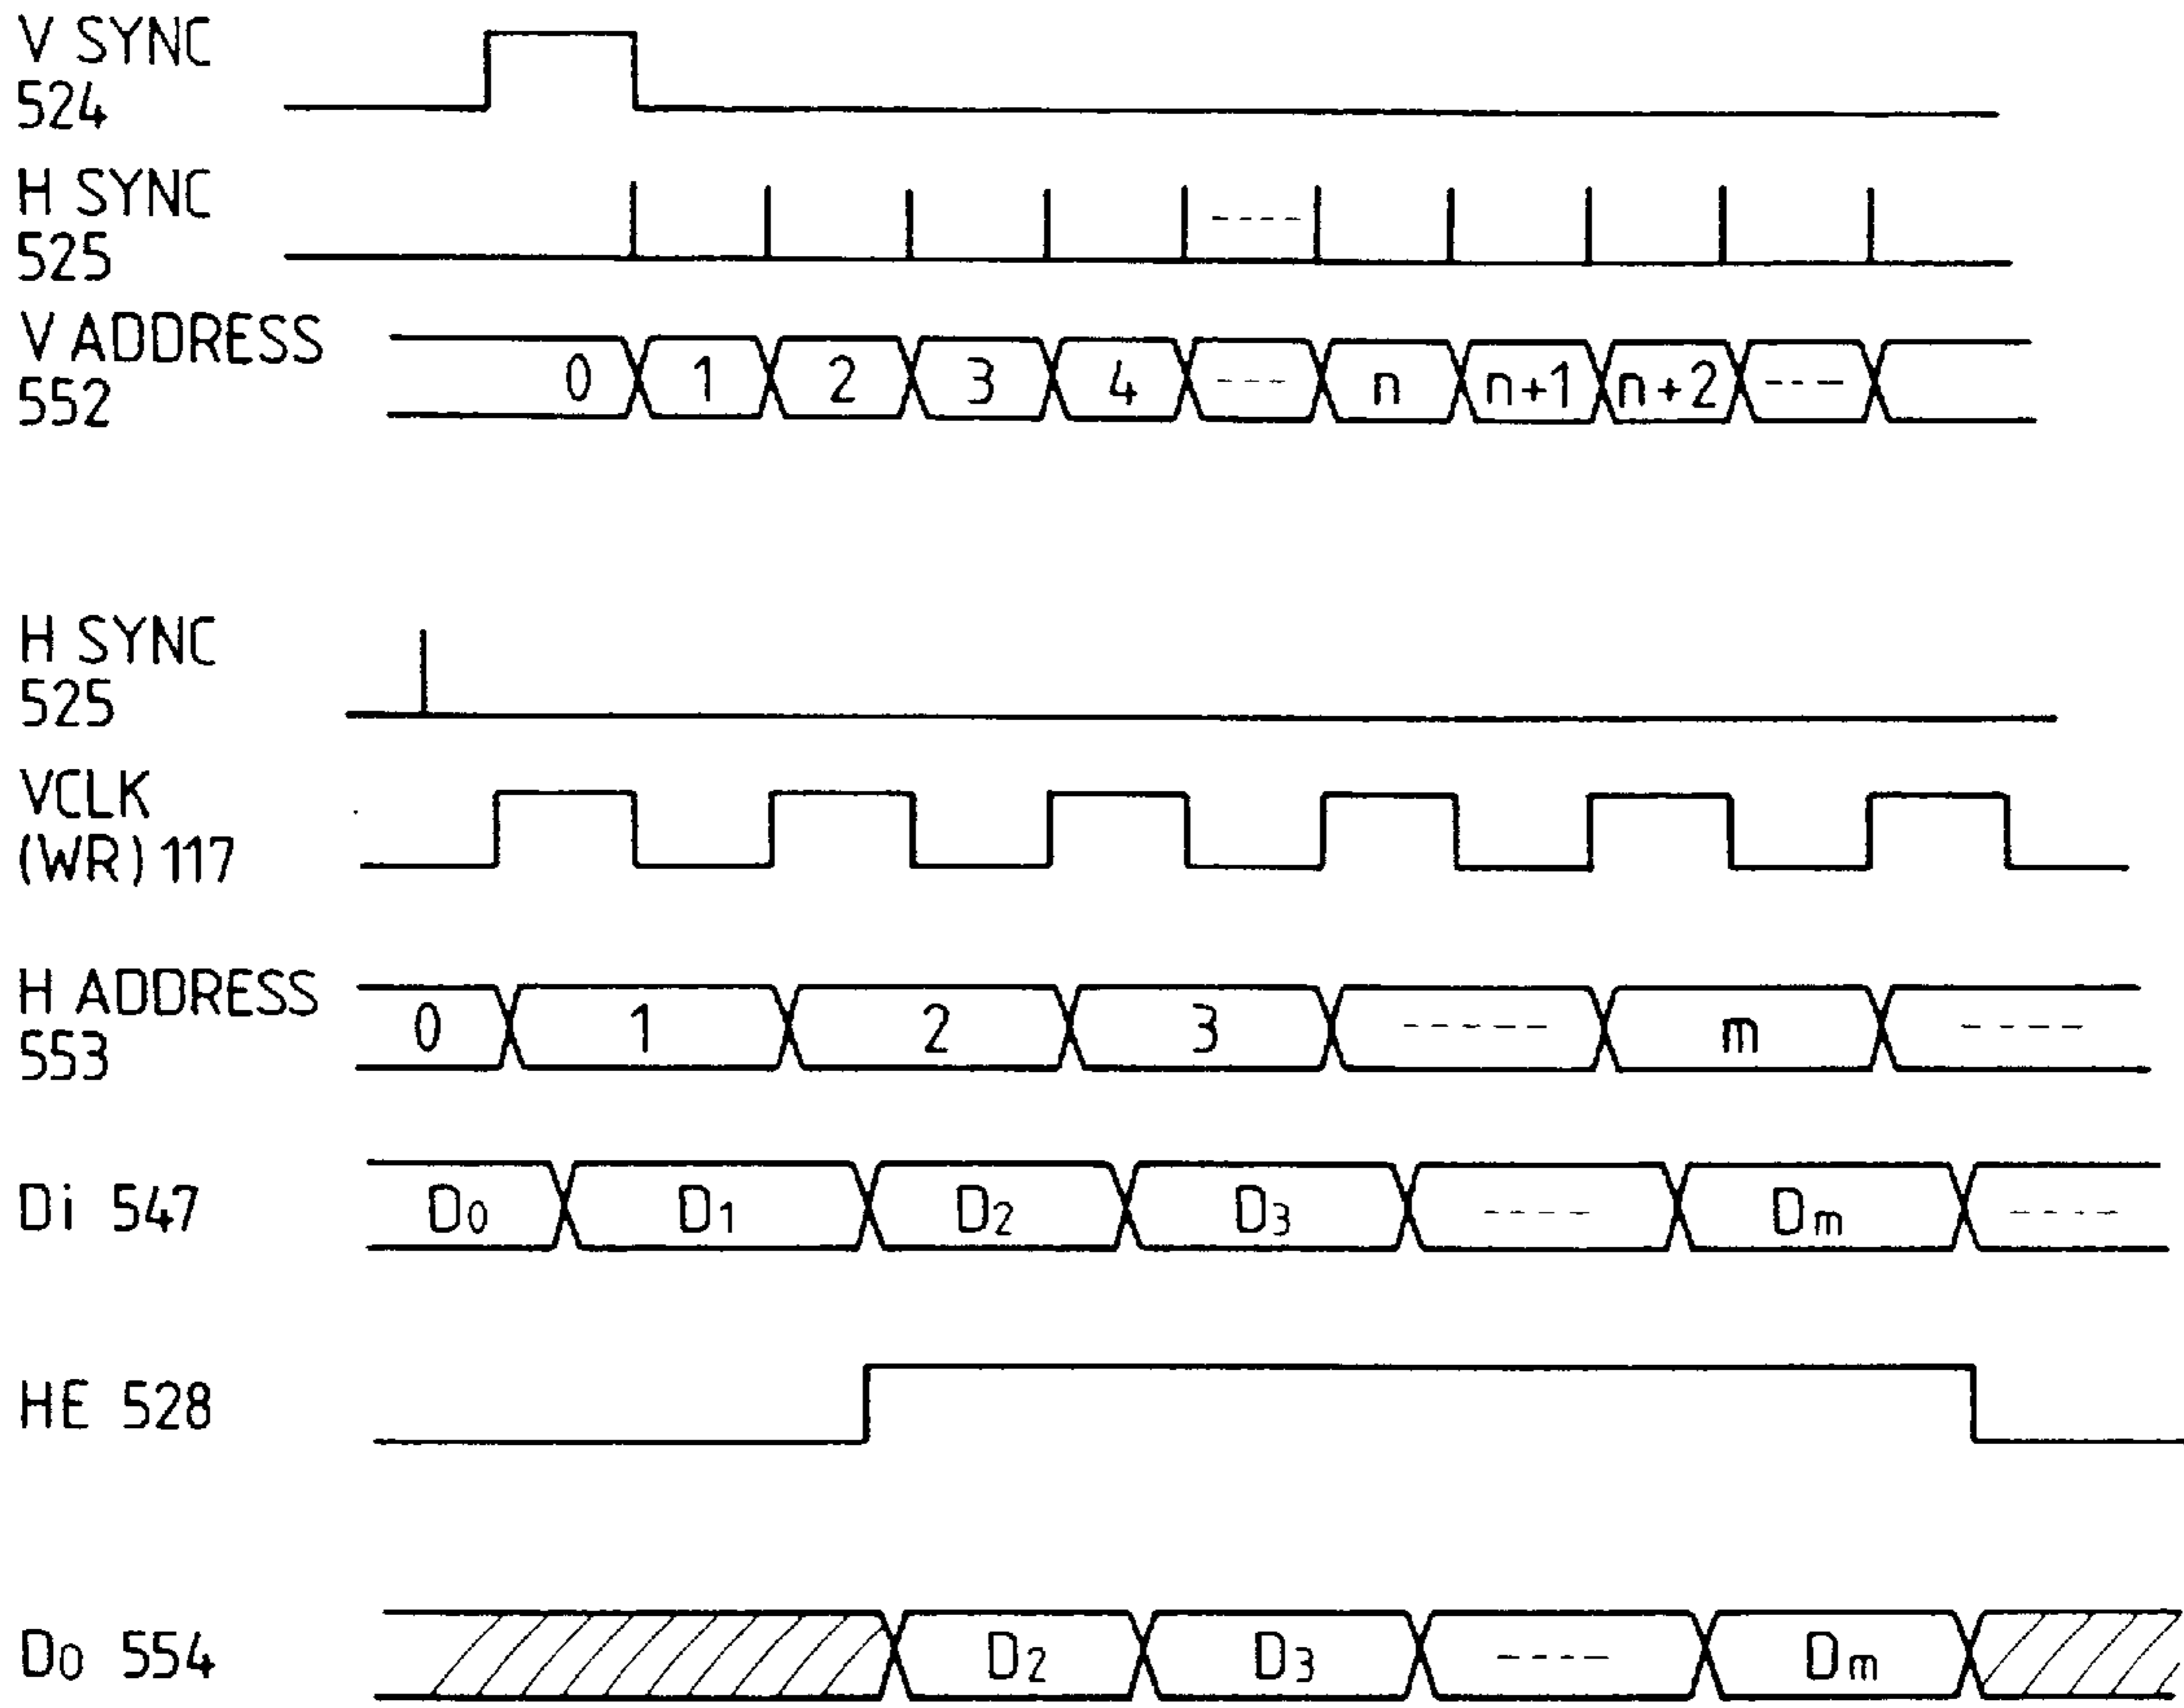 V SYNC
524
H SYNC
525
V ADDRESS
552
0 1 2 3 4 --- n n+1 n+2 ---
H SYNC
525
VCLK
(WR) 117
H ADDRESS
553
0 1 2 3 ----- m ----
Di 547
D0 D1 D2 D3 ---- Dm ----
HE 528
D0 554
D2 D3 ---- Dm